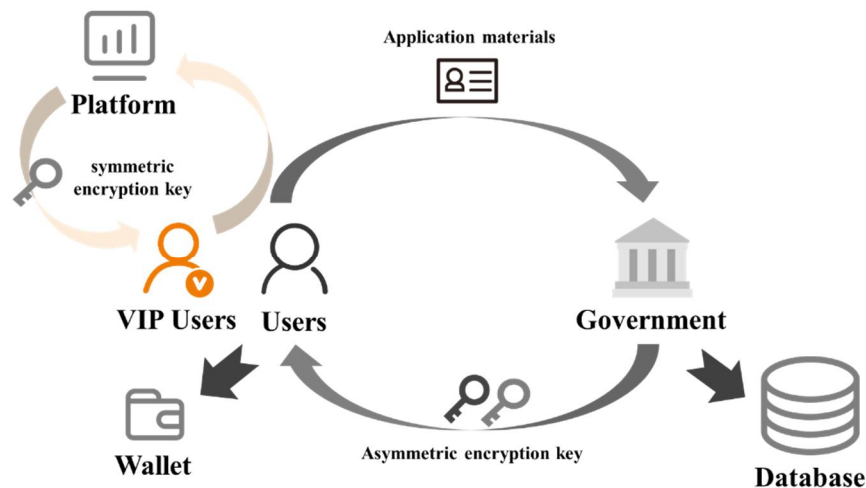 Application materials
Platform
symmetric
encryption key
VIP Users
Users
Government
Wallet
Asymmetric encryption key
Database